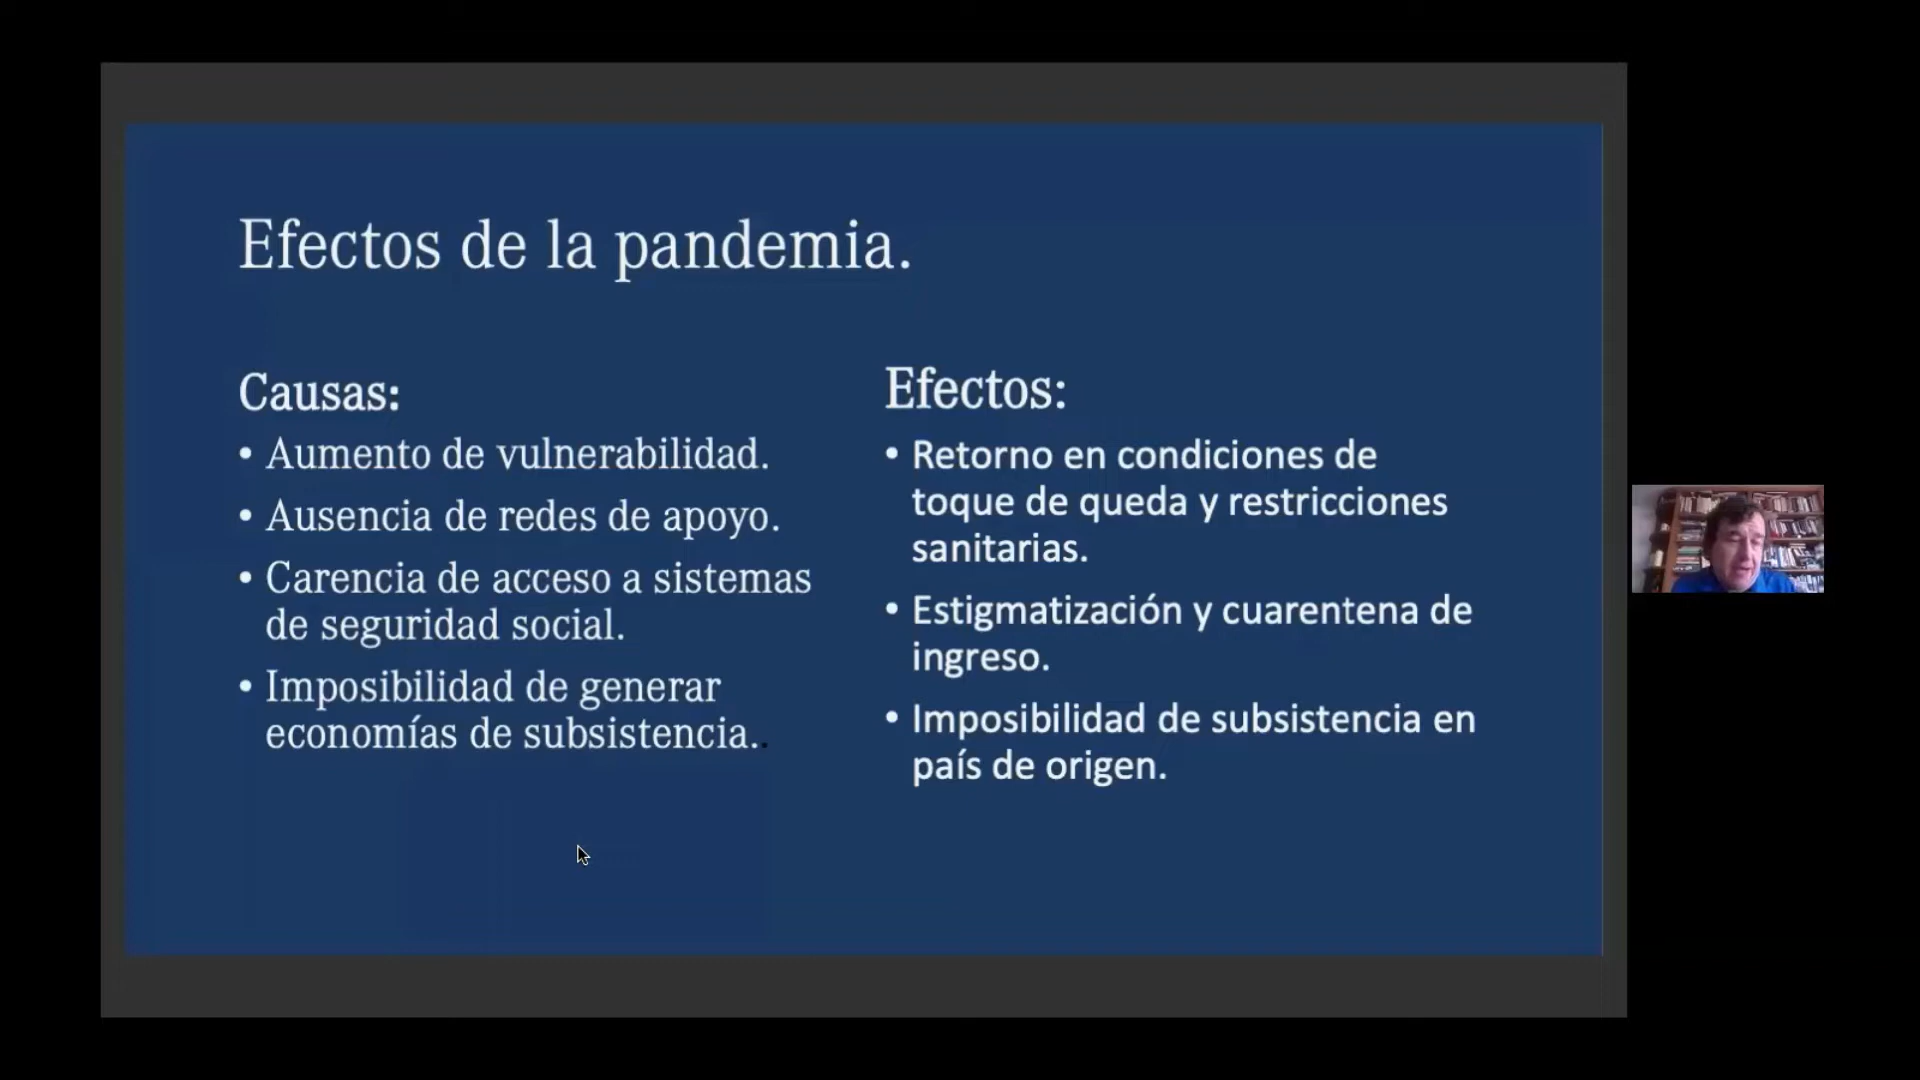 Efectos de la pandemia.
Causas:
• Aumento de vulnerabilidad.
• Ausencia de redes de apoyo.
• Carencia de acceso a sistemas
de seguridad social.
• Imposibilidad de generar
economías de subsistencia..
Efectos:
• Retorno en condiciones de
toque de queda y restricciones
sanitarias.
• Estigmatización y cuarentena de
ingreso.
• Imposibilidad de subsistencia en
país de origen.